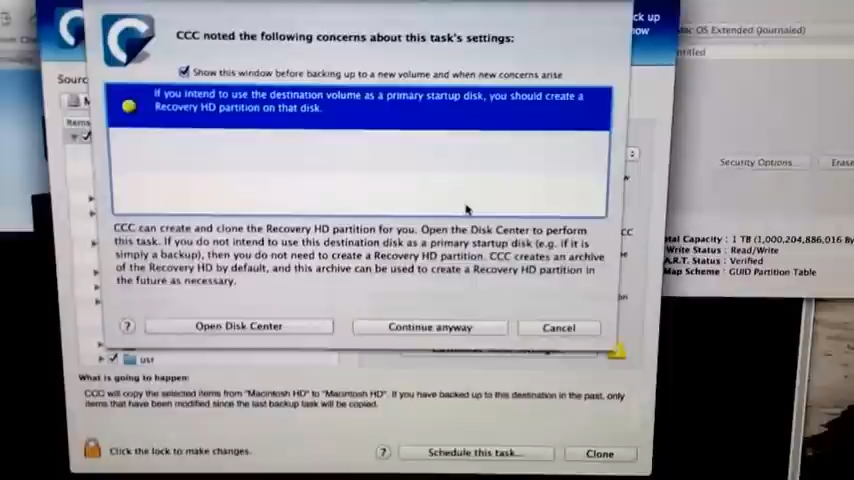 ck up
now
Mac OS Extended (Journaled)
CCC noted the following concerns about this task's settings:
Show this window before backing up to a new volume and when new concerns arise
If you intend to use the destination volume as a primary startup disk, you should create a
Recovery HD partition on that disk.
Sourc
M
Items
Security Options...
Erase
CCC can create and clone the Recovery HD partition for you. Open the Disk Center to perform
this task. If you do not intend to use this destination disk as a primary startup disk (e.g. if it is
simply a backup), then you do not need to create a Recovery HD partition. CCC creates an archive
of the Recovery HD by default, and this archive can be used to create a Recovery HD partition in
the future as necessary.
CC
tal Capacity : 1 TB (1,000,204,886,016 By
Write Status : Read/Write
A.R.T. Status : Verified
Map Scheme : GUID Partition Table
? Open Disk Center Continue anyway Cancel
usr
What is going to happen:
CCC will copy the selected items from "Macintosh HD" to "Macintosh HD". If you have backed up to this destination in the past, only
items that have been modified since the last backup task will be copied.
Click the lock to make changes. ? Schedule this task... Clone